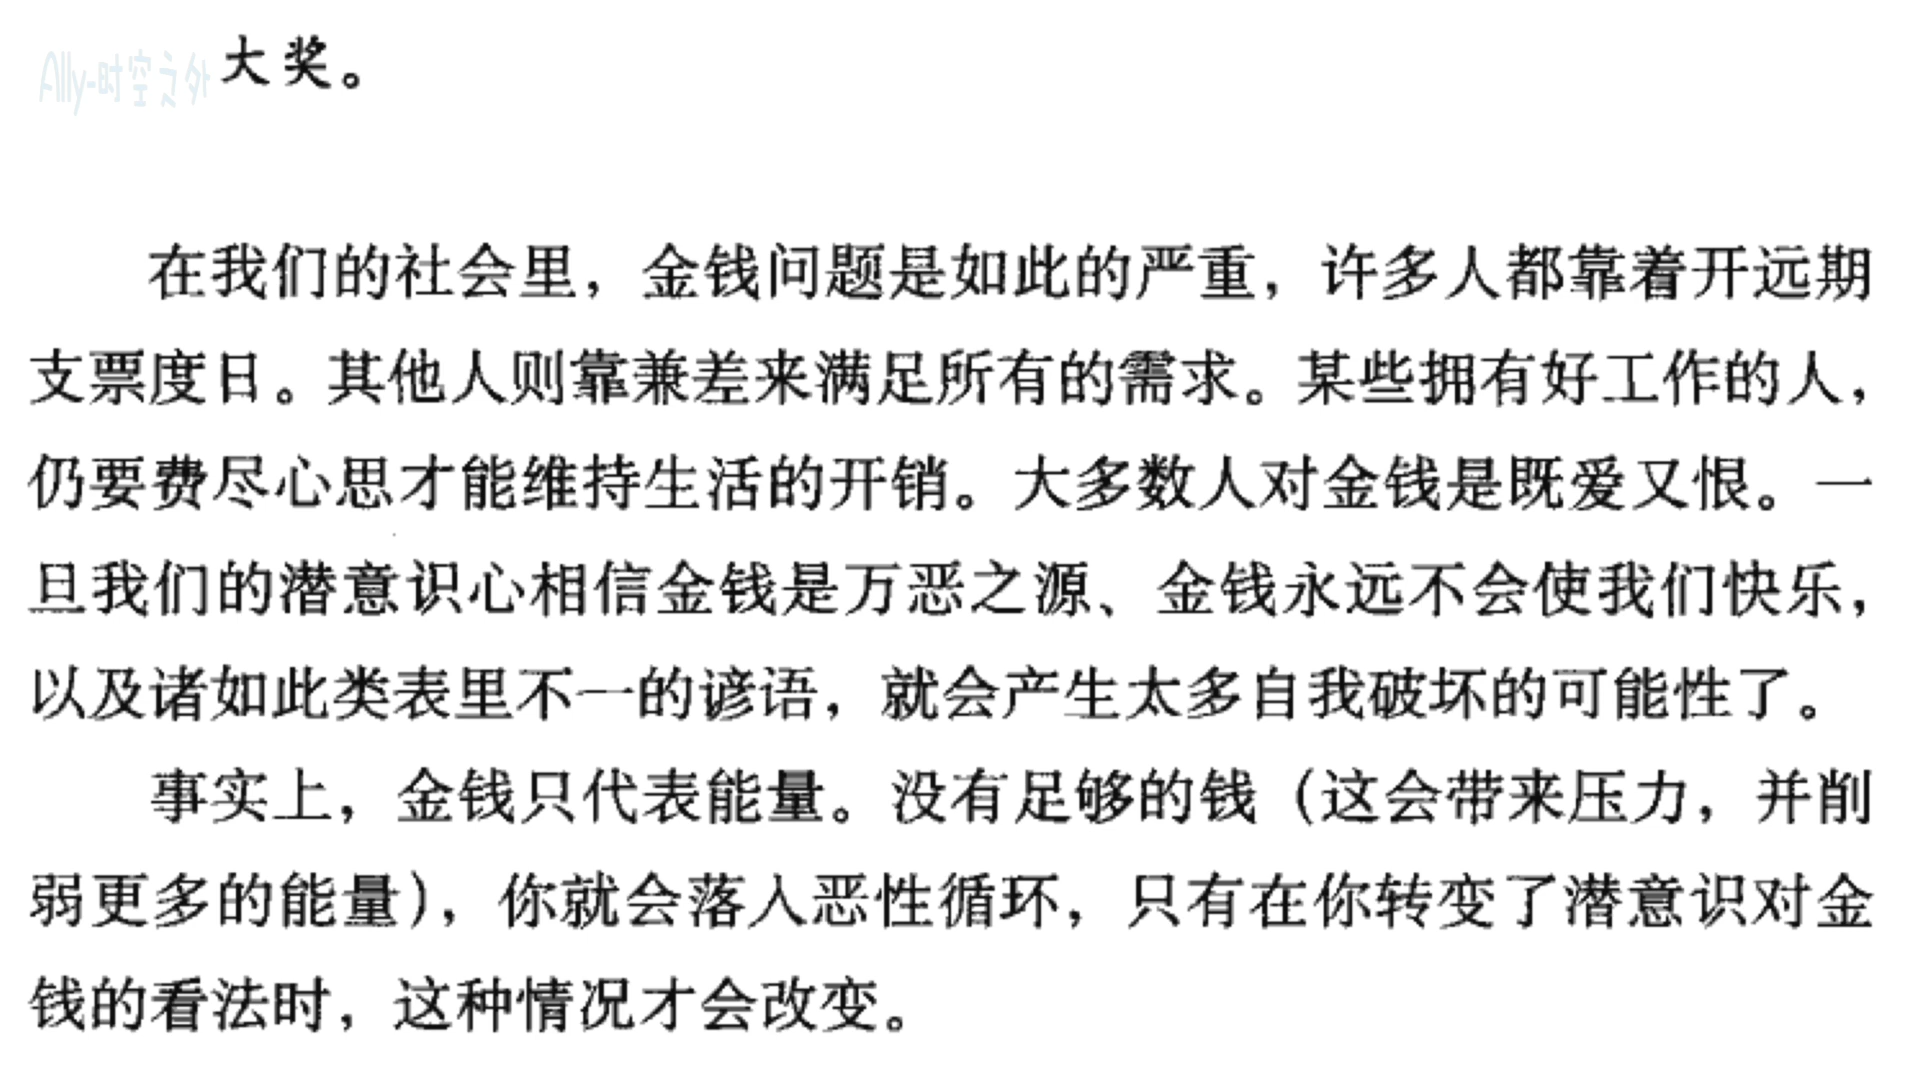 Ally-时空之外
大奖。
在我们的社会里，金钱问题是如此的严重，许多人都靠着开远期
支票度日。其他人则靠兼差来满足所有的需求。某些拥有好工作的人，
仍要费尽心思才能维持生活的开销。大多数人对金钱是既爱又恨。一
旦我们的潜意识心相信金钱是万恶之源、金钱永远不会使我们快乐，
以及诸如此类表里不一的谚语，就会产生太多自我破坏的可能性了。
事实上，金钱只代表能量。没有足够的钱（这会带来压力，并削
弱更多的能量），你就会落入恶性循环，只有在你转变了潜意识对金
钱的看法时，这种情况才会改变。